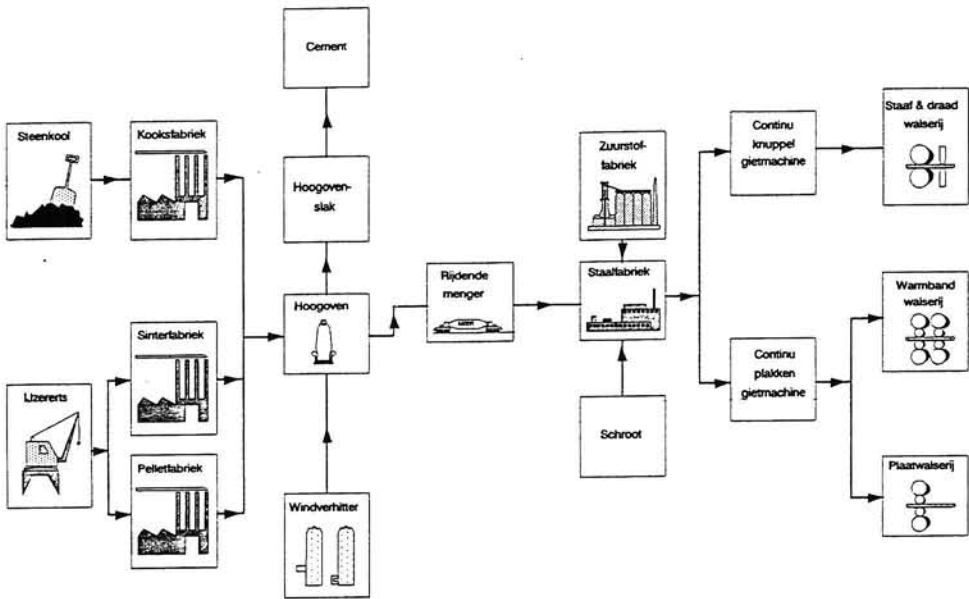 Cement
Steenkool
Kooksfabriek
Hoogoven-
slak
Zuurstof-
fabriek
Continu
knuppel
gietmachine
Staaf & draad
walserij
Hoogoven
Rijdende
menger
Staalfabriek
Warmband
walserij
IJzererts
Sinterfabriek
Continu
plakken
gietmachine
Schroot
Pelletfabriek
Windverhitter
Plaatwalserij